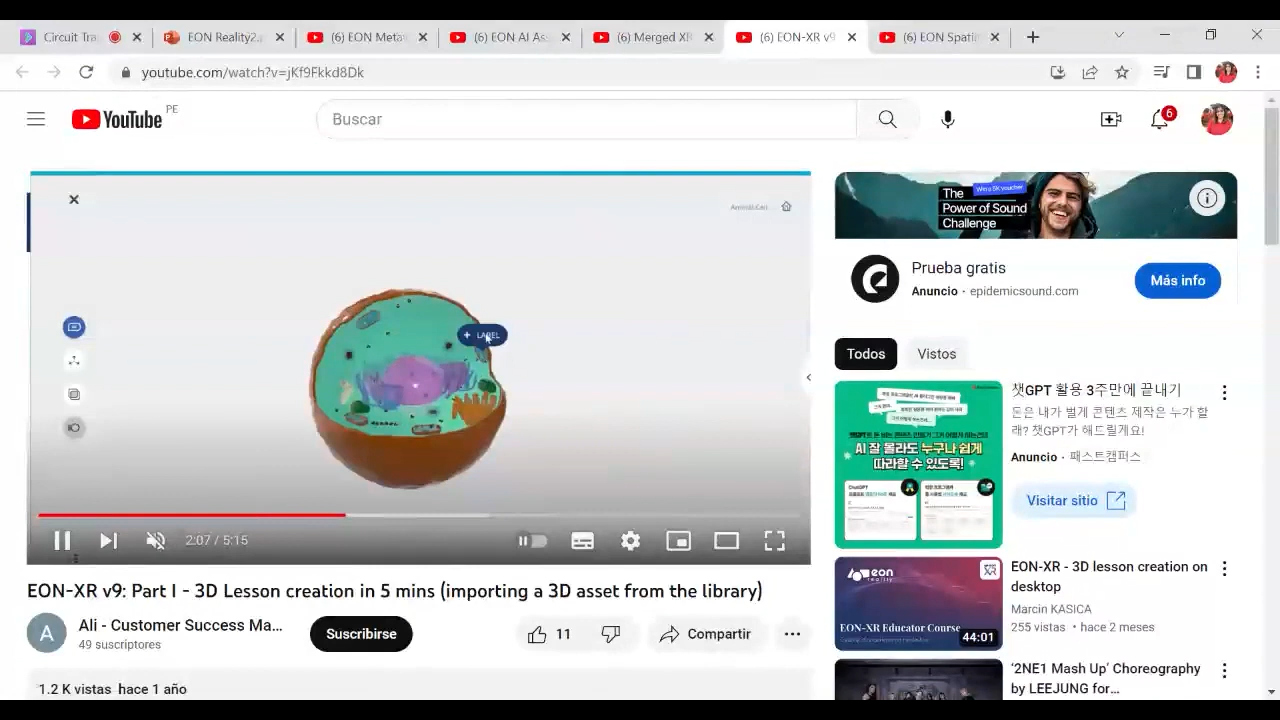 Circuit Tra
EON Reality2...
(6) EON Meta
(6) EON AI As
(6) Merged XR
(6) EON-XR v9
(6) EON Spati
youtube.com/watch?v=jKf9Fkkd8Dk
YouTube
PE
Buscar
6
+ LABEL
2:07 / 5:15
EON-XR v9: Part I - 3D Lesson creation in 5 mins (importing a 3D asset from the library)
A
Ali - Customer Success Ma...
49 suscriptores
Suscribirse
11
Compartir
1.2 K vistas hace 1 año
The
Power of Sound
Challenge
Win a 5K voucher
Prueba gratis
Anuncio · epidemicsound.com
Más info
Todos
Vistos
AI 잘 몰라도 누구나 쉽게
따라할 수 있도록!
챗GPT 활용 3주만에 끝내기
돈은 내가 벌게 콘텐츠 제작은 누가 할
래? 챗GPT가 해드릴게요!
Anuncio · 패스트캠퍼스
Visitar sitio
eon
reality
XR
EON-XR Educator Course
44:01
EON-XR - 3D lesson creation on
desktop
Marcin KASICA
255 vistas · hace 2 meses
'2NE1 Mash Up' Choreography
by LEEJUNG for...